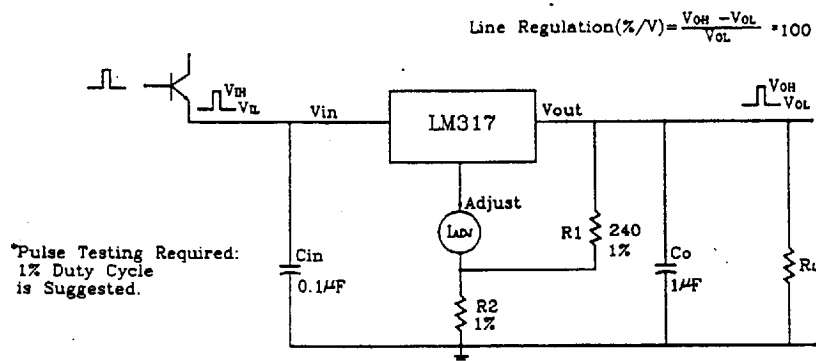 Line Regulation(%/V)= VOH -VOL / VOL *100
VIH
VIL
Vin
LM317
Vout
VOH
VOL
Adjust
IADJ
R1 240
1%
*Pulse Testing Required:
1% Duty Cycle
is Suggested.
Cin
0.1μF
R2
1%
Co
1μF
RL